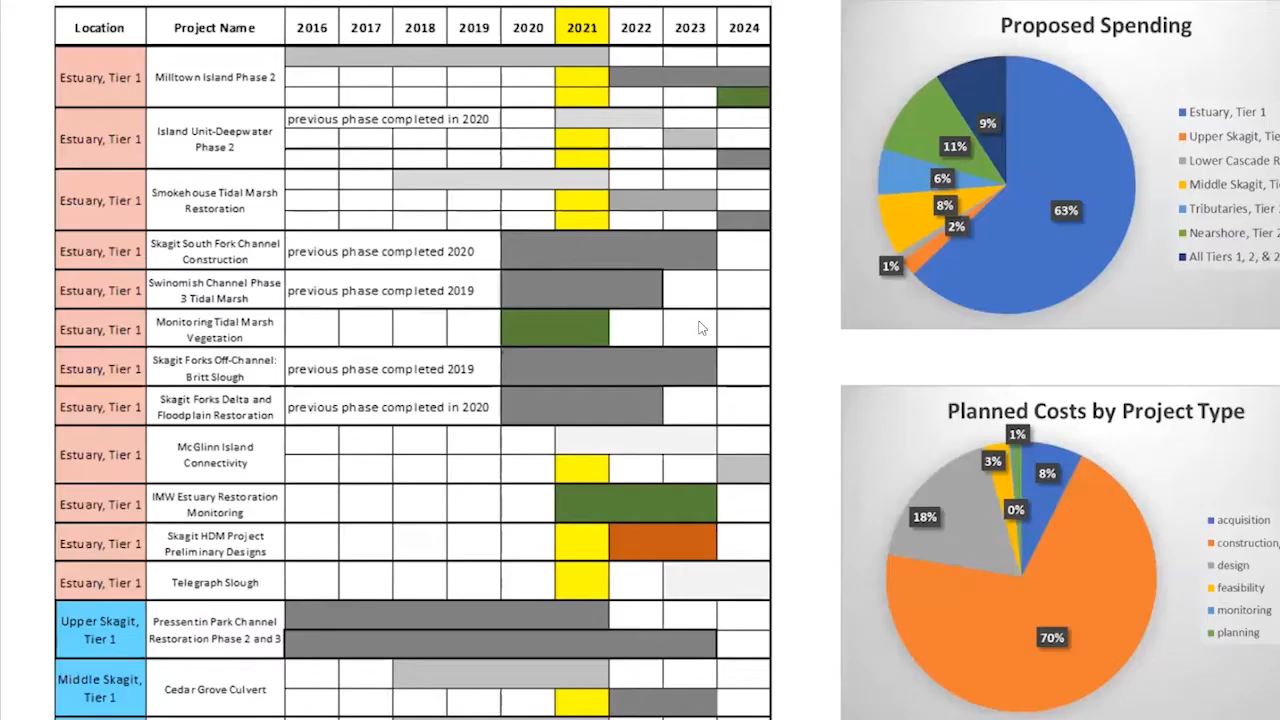 Location Project Name 2016 2017 2018 2019 2020 2021 2022 2023 2024
Estuary, Tier 1 Milltown Island Phase 2
Estuary, Tier 1 Island Unit-Deepwater
Phase 2
previous phase completed in 2020
Estuary, Tier 1 Smokehouse Tidal Marsh
Restoration
Estuary, Tier 1 Skagit South Fork Channel
Construction
previous phase completed 2020
Estuary, Tier 1 Swinomish Channel Phase
3 Tidal Marsh
previous phase completed 2019
Estuary, Tier 1 Monitoring Tidal Marsh
Vegetation
Estuary, Tier 1 Skagit Forks Off-Channel:
Britt Slough
previous phase completed 2019
Estuary, Tier 1 Skagit Forks Delta and
Floodplain Restoration
previous phase completed in 2020
Estuary, Tier 1 McGlinn Island
Connectivity
Estuary, Tier 1 IMW Estuary Restoration
Monitoring
Estuary, Tier 1 Skagit HDM Project
Preliminary Designs
Estuary, Tier 1 Telegraph Slough
Upper Skagit,
Tier 1
Pressentin Park Channel
Restoration Phase 2 and 3
Middle Skagit,
Tier 1
Cedar Grove Culvert
Proposed Spending
9%
11%
6%
8%
2%
1%
63%
Estuary, Tier 1
Upper Skagit, Tie
Lower Cascade R
Middle Skagit, Ti
Tributaries, Tier
Nearshore, Tier 2
All Tiers 1, 2, & 2
Planned Costs by Project Type
1%
3%
8%
0%
18%
70%
acquisition
construction,
design
feasibility
monitoring
planning